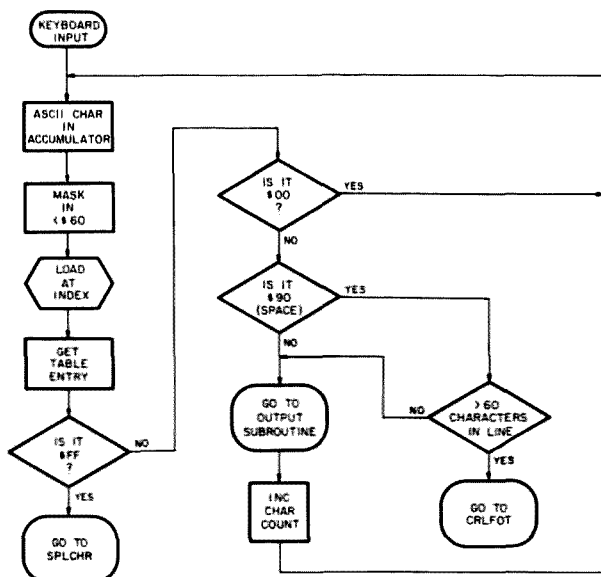 KEYBOARD
INPUT
ASCII CHAR
IN
ACCUMULATOR
MASK
IN
<$60
LOAD
AT
INDEX
GET
TABLE
ENTRY
IS IT
$FF
?
NO
YES
GO TO
SPLCHR
IS IT
$00
?
YES
NO
IS IT
$90
(SPACE)
YES
NO
GO TO
OUTPUT
SUBROUTINE
INC
CHAR
COUNT
>60
CHARACTERS
IN LINE
NO
YES
GO TO
CRLFOT